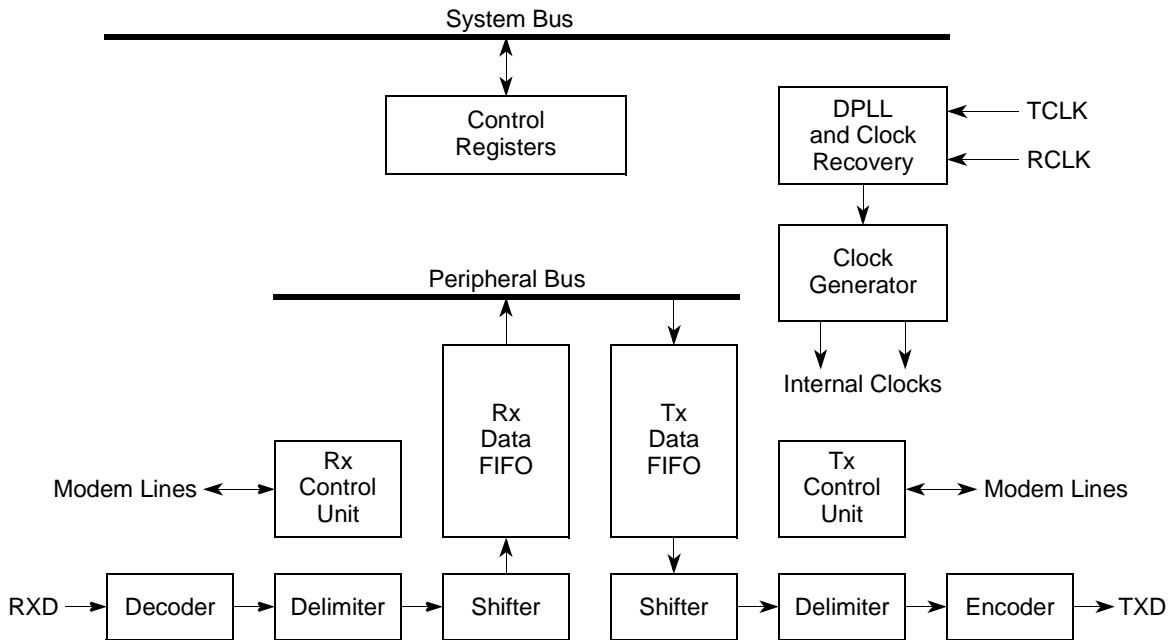 System Bus
Control
Registers
DPLL
and Clock
Recovery
TCLK
RCLK
Clock
Generator
Internal Clocks
Peripheral Bus
Rx
Data
FIFO
Tx
Data
FIFO
Modem Lines
Rx
Control
Unit
Tx
Control
Unit
Modem Lines
RXD
Decoder
Delimiter
Shifter
Shifter
Delimiter
Encoder
TXD